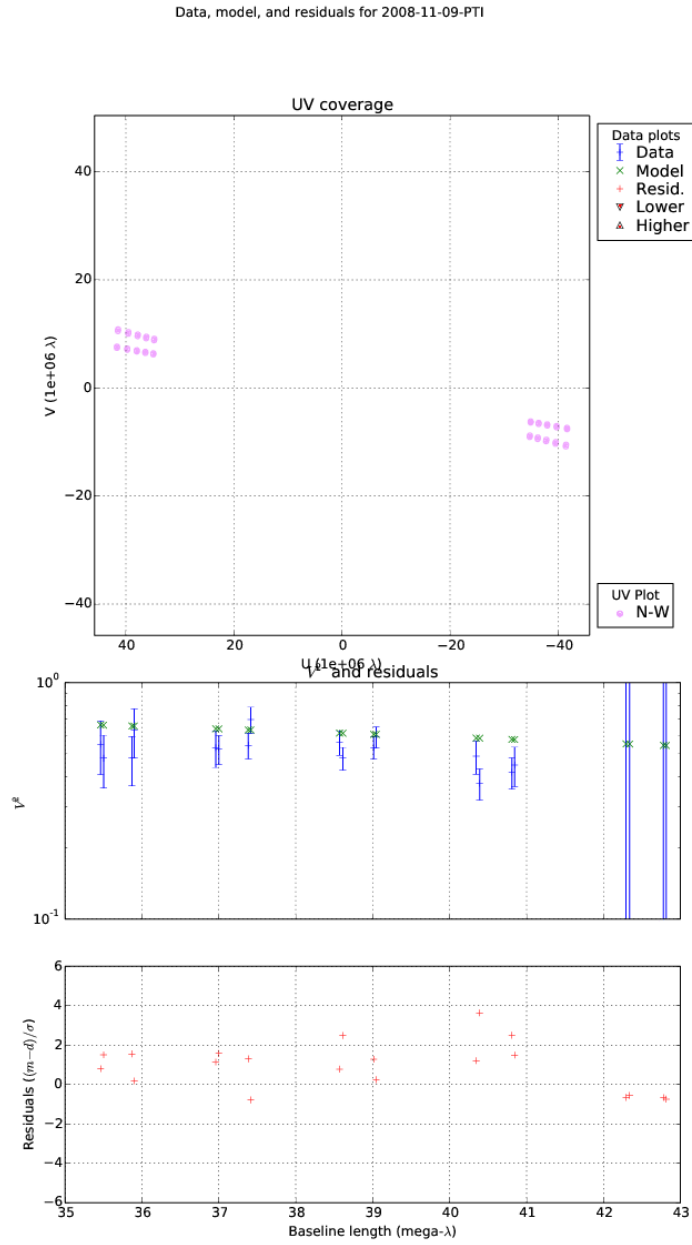 Data, model, and residuals for 2008-11-09-PTI
UV coverage
Data plots
Data
Model
Resid.
Lower
Higher
V (1e+06 λ)
40
20
0
−20
−40
UV Plot
N-W
40 20 0 −20 −40
U (1e+06 λ)
V² and residuals
V²
10⁰
10⁻¹
Residuals ((m−d)/σ)
6
4
2
0
−2
−4
−6
35 36 37 38 39 40 41 42 43
Baseline length (mega-λ)